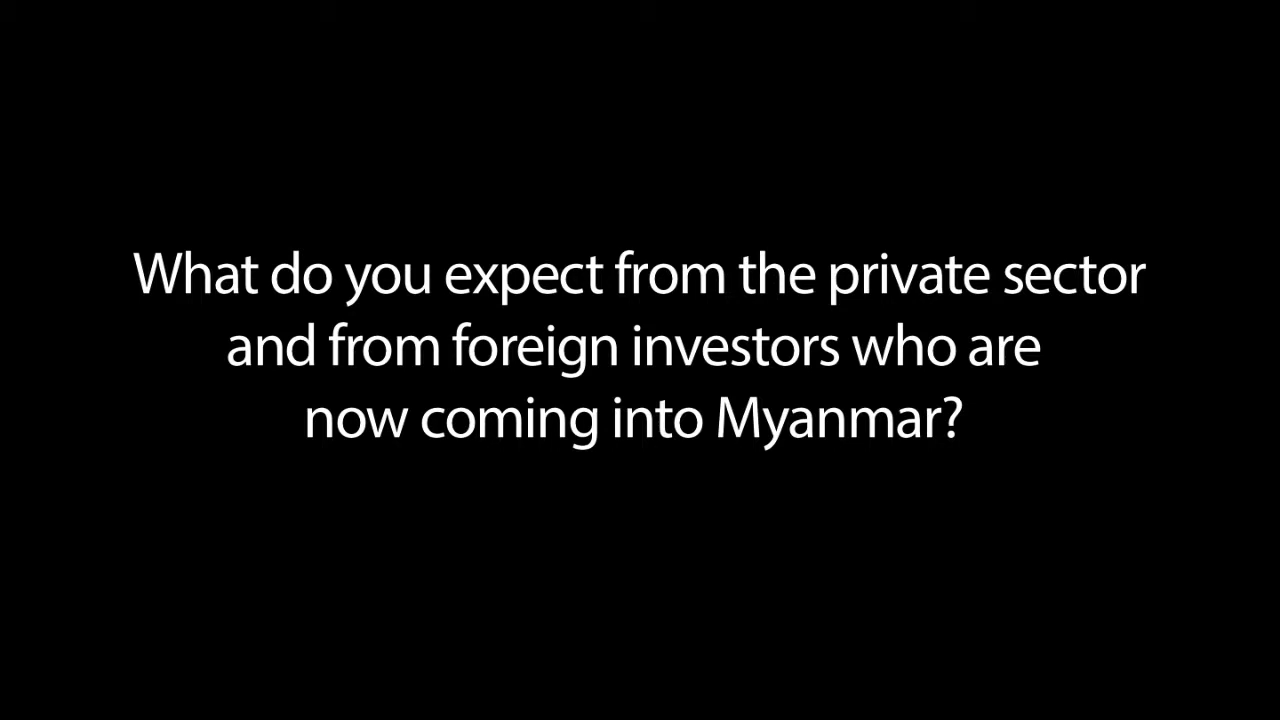 What do you expect from the private sector
and from foreign investors who are
now coming into Myanmar?